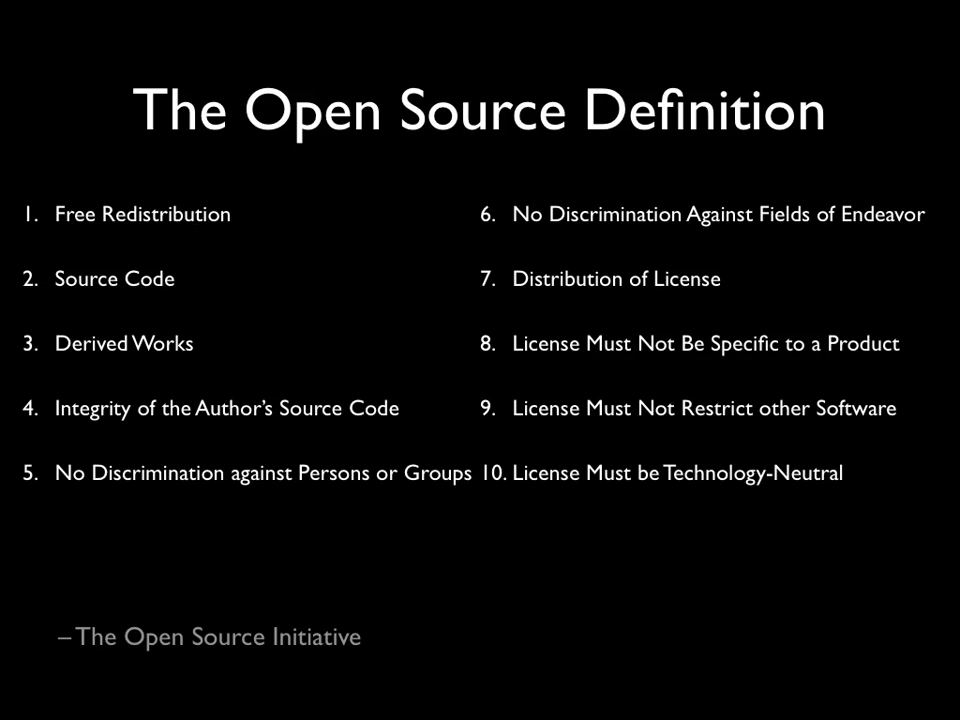 The Open Source Definition
1. Free Redistribution
2. Source Code
3. Derived Works
4. Integrity of the Author’s Source Code
5. No Discrimination against Persons or Groups
6. No Discrimination Against Fields of Endeavor
7. Distribution of License
8. License Must Not Be Specific to a Product
9. License Must Not Restrict other Software
10. License Must be Technology-Neutral
– The Open Source Initiative